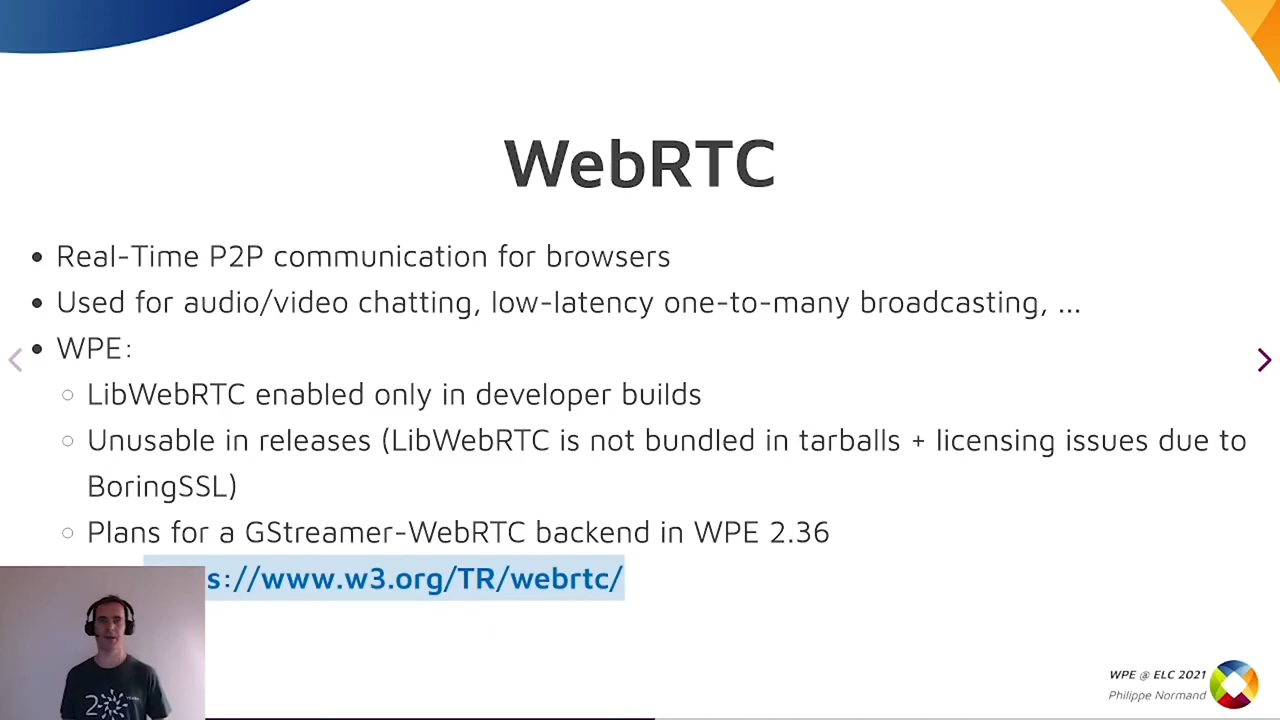 WebRTC
• Real-Time P2P communication for browsers
• Used for audio/video chatting, low-latency one-to-many broadcasting, ...
• WPE:
○ LibWebRTC enabled only in developer builds
○ Unusable in releases (LibWebRTC is not bundled in tarballs + licensing issues due to
BoringSSL)
○ Plans for a GStreamer-WebRTC backend in WPE 2.36
s://www.w3.org/TR/webrtc/
2
YEARS
WPE @ ELC 2021
Philippe Normand